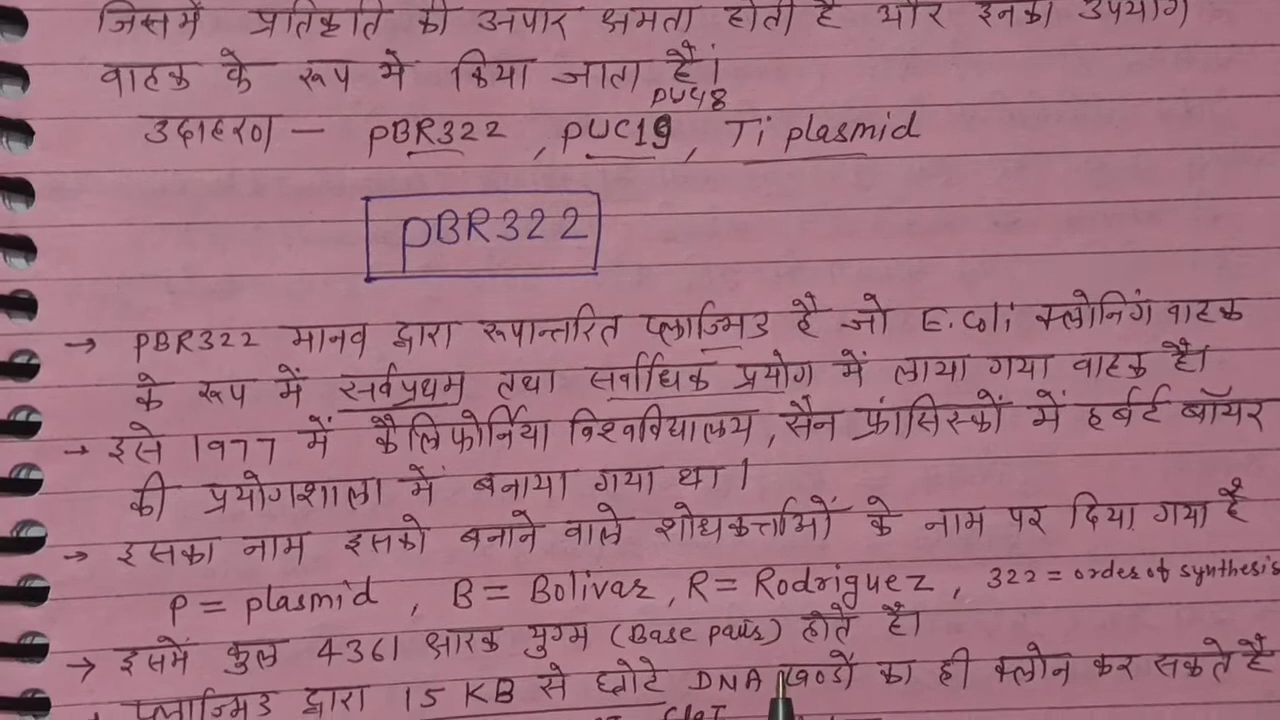 जिसमें प्रतिकृति की अपार क्षमता होती है और इनका उपयोग
वाहक के रूप में किया जाता है।
pUC18
उदाहरण — pBR322 , pUC19 , Ti plasmid
pBR322
→ PBR322 मानव द्वारा रूपान्तरित प्लाज्मिड है जो E.Coli क्लोनिंग वाहक
के रूप में सर्वप्रथम तथा सर्वाधिक प्रयोग में लाया गया वाहक है।
→ इसे 1977 में कैलिफोर्निया विश्वविद्यालय, सैन फ्रांसिस्कों में हर्बर्ट बॉयर
की प्रयोगशाला में बनाया गया था।
→ इसका नाम इसको बनाने वाले शोधकर्त्ताओं के नाम पर दिया गया है
P = plasmid , B = Bolivar, R = Rodriguez , 322 = order of synthesis
→ इसमें कुल 4361 क्षारक युग्म (Base pairs) होते है।
प्लाज्मिड द्वारा 15 KB से छोटे DNA खण्डों का ही क्लोन कर सकते है
ClaI